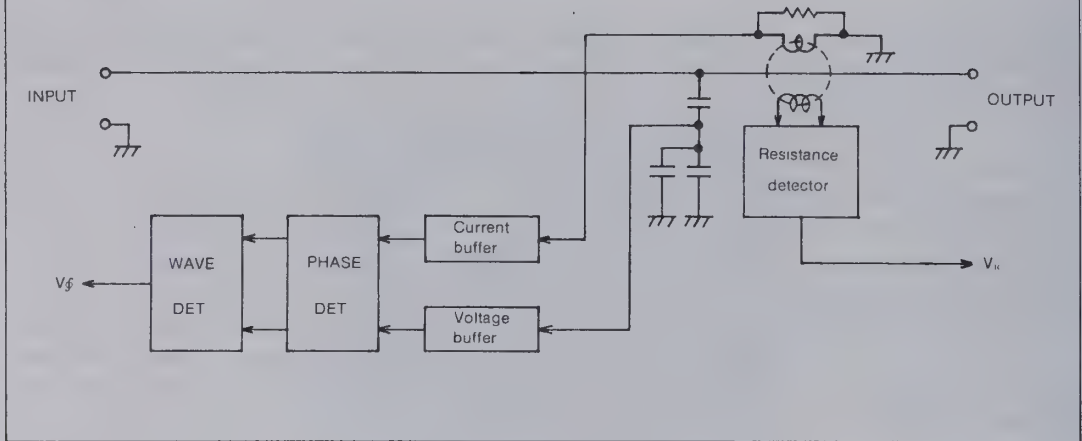 INPUT
OUTPUT
Resistance
detector
Current
buffer
WAVE
DET
PHASE
DET
Voltage
buffer